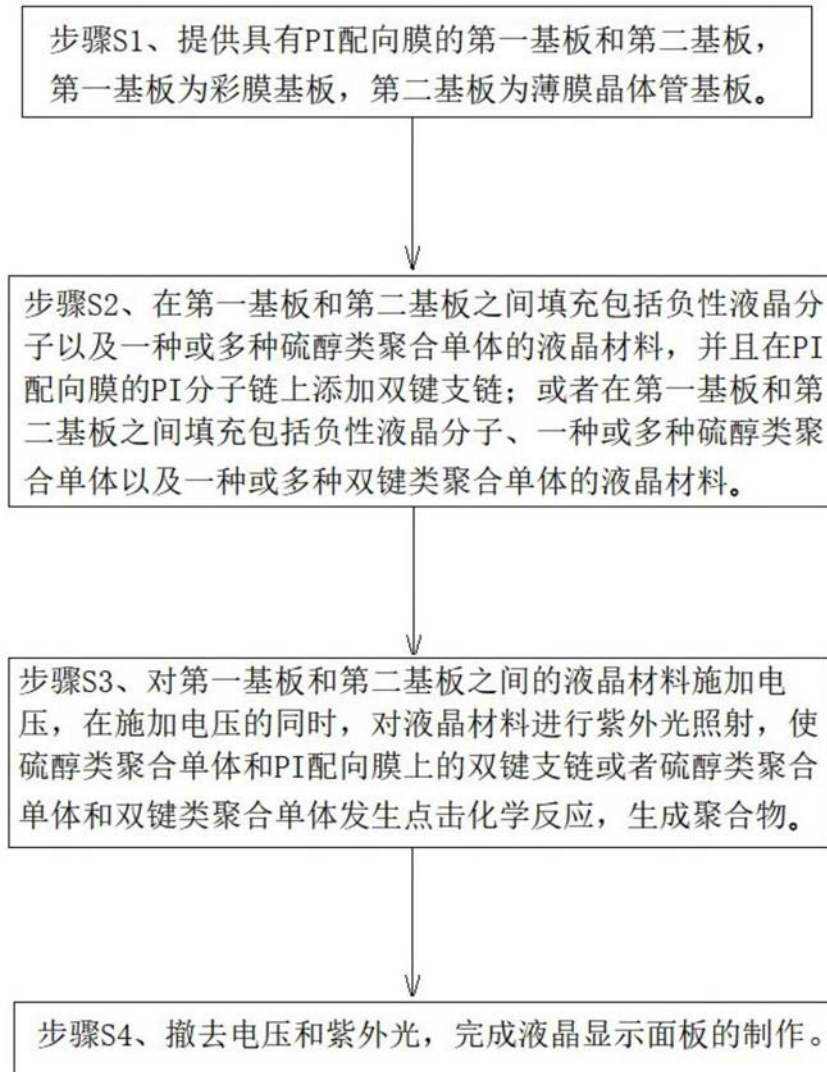 步骤S1、提供具有PI配向膜的第一基板和第二基板，
第一基板为彩膜基板，第二基板为薄膜晶体管基板。
步骤S2、在第一基板和第二基板之间填充包括负性液晶分
子以及一种或多种硫醇类聚合单体的液晶材料，并且在PI
配向膜的PI分子链上添加双键支链；或者在第一基板和第
二基板之间填充包括负性液晶分子、一种或多种硫醇类聚
合单体以及一种或多种双键类聚合单体的液晶材料。
步骤S3、对第一基板和第二基板之间的液晶材料施加电
压，在施加电压的同时，对液晶材料进行紫外光照射，使
硫醇类聚合单体和PI配向膜上的双键支链或者硫醇类聚合
单体和双键类聚合单体发生点击化学反应，生成聚合物。
步骤S4、撤去电压和紫外光，完成液晶显示面板的制作。